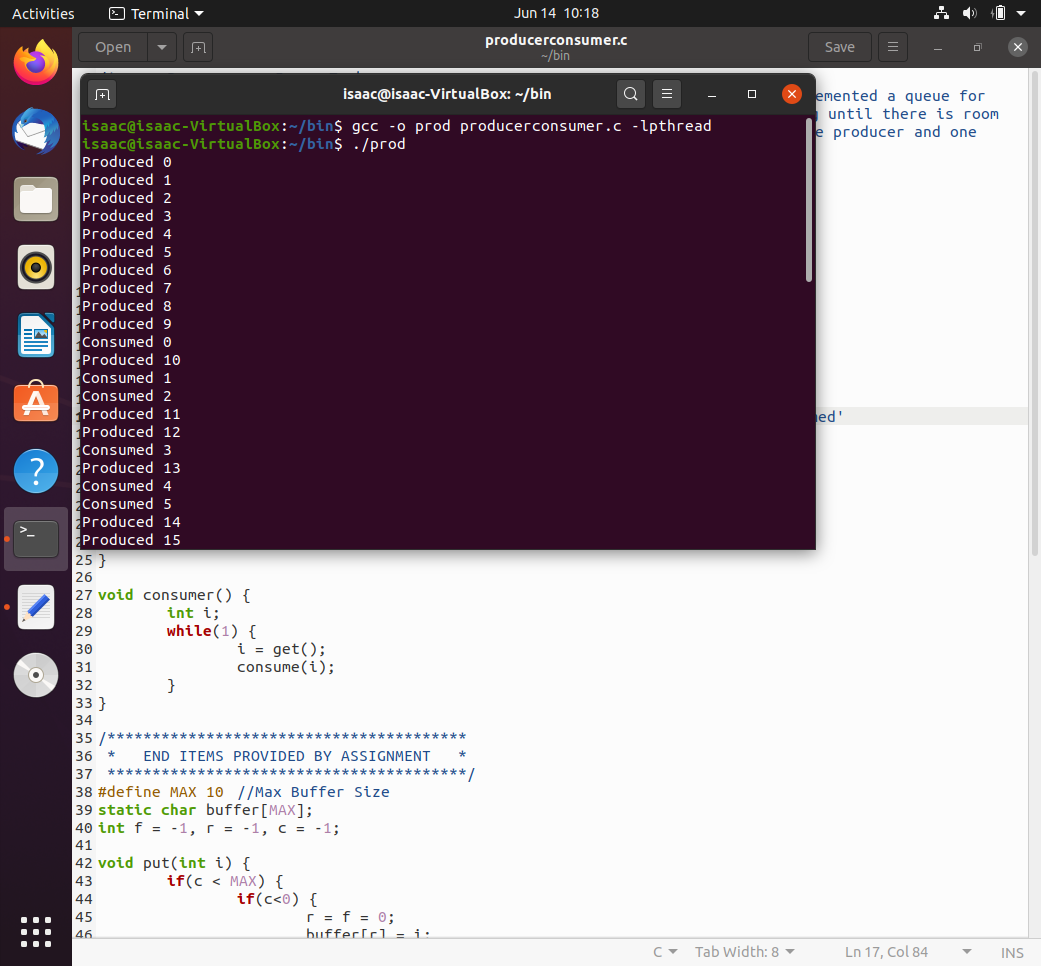 Activities Terminal Jun 14 10:18
Open producerconsumer.c Save
~/bin
isaac@isaac-VirtualBox: ~/bin
emented a queue for
until there is room
e producer and one
isaac@isaac-VirtualBox:~/bin$ gcc -o prod producerconsumer.c -lpthread
isaac@isaac-VirtualBox:~/bin$ ./prod
Produced 0
Produced 1
Produced 2
Produced 3
Produced 4
Produced 5
Produced 6
Produced 7
Produced 8
Produced 9
Consumed 0
Produced 10
Consumed 1
Consumed 2
Produced 11
Produced 12
Consumed 3
Produced 13
Consumed 4
Consumed 5
Produced 14
Produced 15
ned'
25 }
26
27 void consumer() {
28 int i;
29 while(1) {
30 i = get();
31 consume(i);
32 }
33 }
34
35 /****************************************
36 * END ITEMS PROVIDED BY ASSIGNMENT *
37 ****************************************/
38 #define MAX 10 //Max Buffer Size
39 static char buffer[MAX];
40 int f = -1, r = -1, c = -1;
41
42 void put(int i) {
43 if(c < MAX) {
44 if(c<0) {
45 r = f = 0;
46 buffer[r] = i;
C Tab Width: 8 Ln 17, Col 84 INS